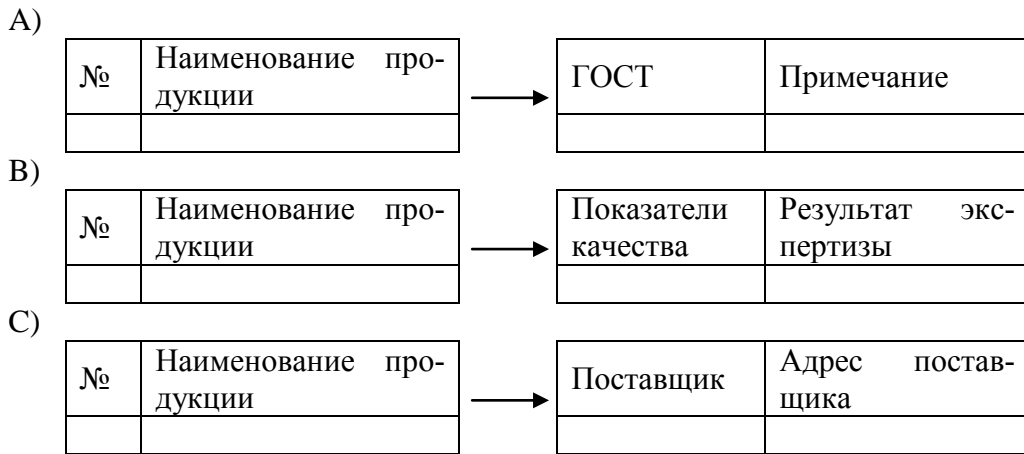 А)
№ Наименование про-
дукции
ГОСТ Примечание
В)
№ Наименование про-
дукции
Показатели
качества
Результат экс-
пертизы
С)
№ Наименование про-
дукции
Поставщик
Адрес постав-
щика